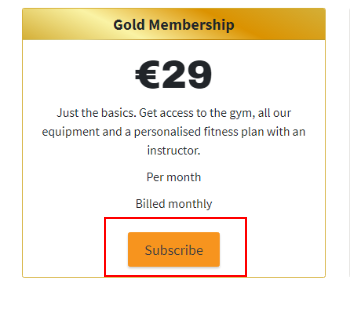 Gold Membership
€29
Just the basics. Get access to the gym, all our
equipment and a personalised fitness plan with an
instructor.
Per month
Billed monthly
Subscribe